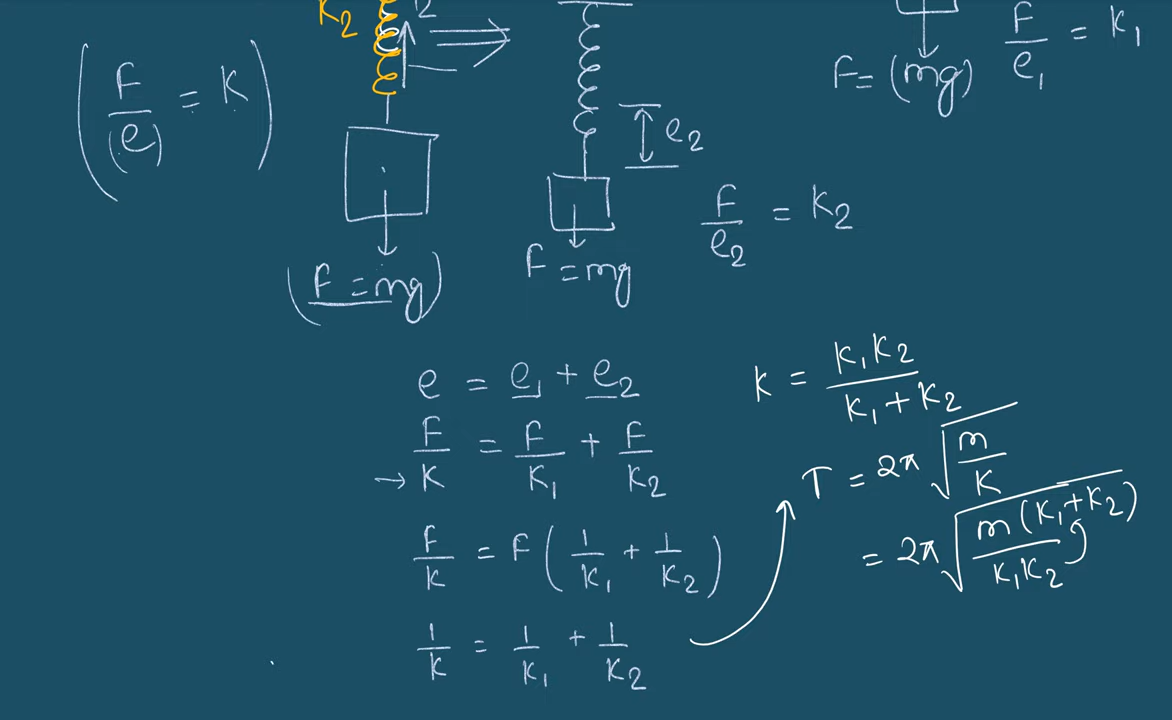 K2
2
F/e1 = K1
F = (mg)
(F/(e) = K)
e2
F/e2 = K2
(F = mg)
F = mg
e = e1 + e2
F/K = F/K1 + F/K2
→
F/K = F(1/K1 + 1/K2)
1/K = 1/K1 + 1/K2
K = K1K2/K1+K2
T = 2π√m/K
= 2π√m(K1+K2)/K1K2